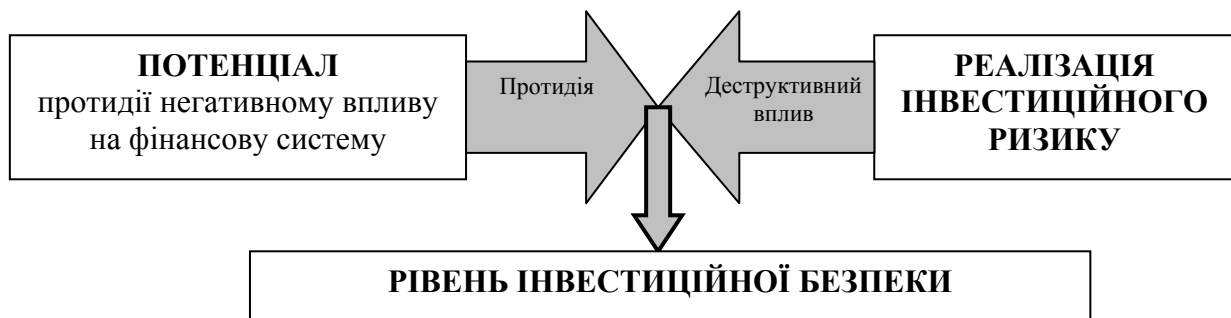 ПОТЕНЦІАЛ
протидії негативному впливу
на фінансову систему
Протидія
Деструктивний
вплив
РЕАЛІЗАЦІЯ
ІНВЕСТИЦІЙНОГО
РИЗИКУ
РІВЕНЬ ІНВЕСТИЦІЙНОЇ БЕЗПЕКИ